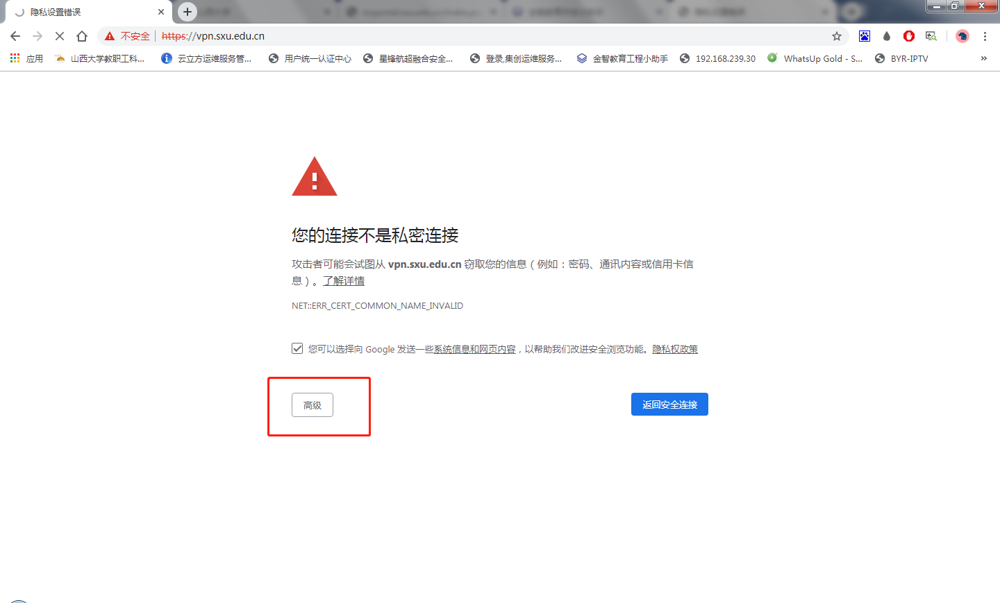 隐私设置错误
不安全 https://vpn.sxu.edu.cn
应用 山西大学教职工科... 云立方运维服务管... 用户统一认证中心 星锋航超融合安全... 登录,集创运维服务... 金智教育工程小助手 192.168.239.30 WhatsUp Gold - S... BYR-IPTV »
您的连接不是私密连接
攻击者可能会试图从 vpn.sxu.edu.cn 窃取您的信息（例如：密码、通讯内容或信用卡信
息）。了解详情
NET::ERR_CERT_COMMON_NAME_INVALID
您可以选择向 Google 发送一些系统信息和网页内容，以帮助我们改进安全浏览功能。隐私权政策
高级 返回安全连接